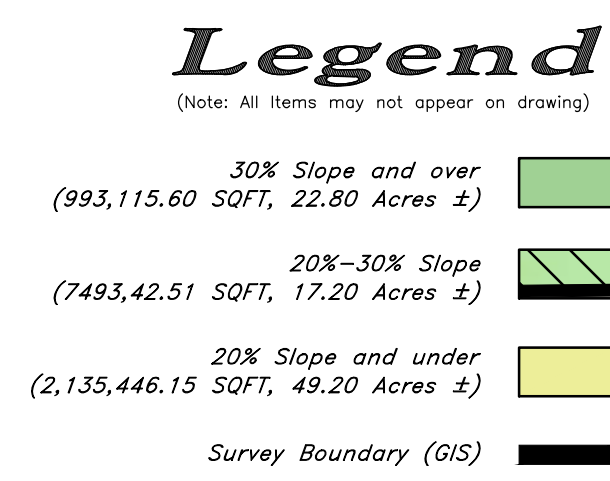 Legend
(Note: All Items may not appear on drawing)
30% Slope and over
(993,115.60 SQFT, 22.80 Acres ±)
20%-30% Slope
(7493,42.51 SQFT, 17.20 Acres ±)
20% Slope and under
(2,135,446.15 SQFT, 49.20 Acres ±)
Survey Boundary (GIS)